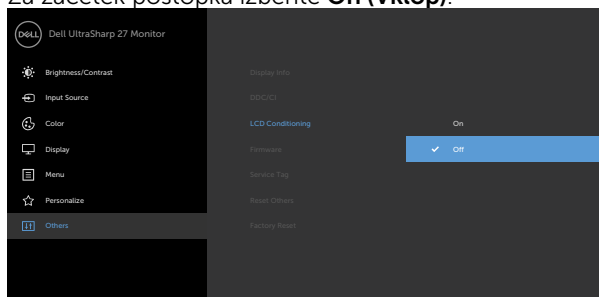 Za začetek postopka izberite On (Vklop).
DELL Dell UltraSharp 27 Monitor
Brightness/Contrast
Display Info
Input Source
DDC/CI
Color
LCD Conditioning
On
Display
Firmware
Off
Menu
Service Tag
Personalize
Reset Others
Others
Factory Reset